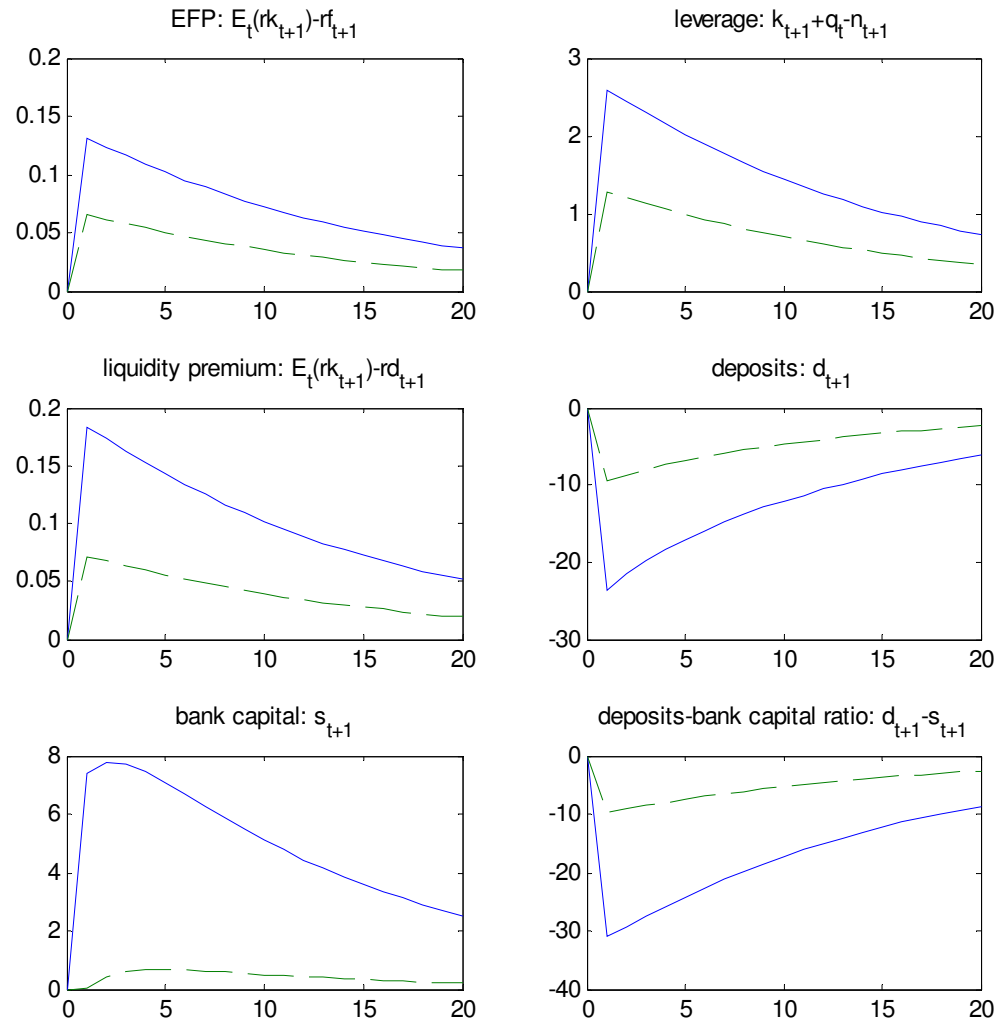 EFP: E_t(rk_{t+1})-rf_{t+1}
0.2
0.15
0.1
0.05
0
0 5 10 15 20
leverage: k_{t+1}+q_t-n_{t+1}
3
2
1
0
0 5 10 15 20
liquidity premium: E_t(rk_{t+1})-rd_{t+1}
0.2
0.15
0.1
0.05
0
0 5 10 15 20
deposits: d_{t+1}
0
-10
-20
-30
0 5 10 15 20
bank capital: s_{t+1}
8
6
4
2
0
0 5 10 15 20
deposits-bank capital ratio: d_{t+1}-s_{t+1}
0
-10
-20
-30
-40
0 5 10 15 20